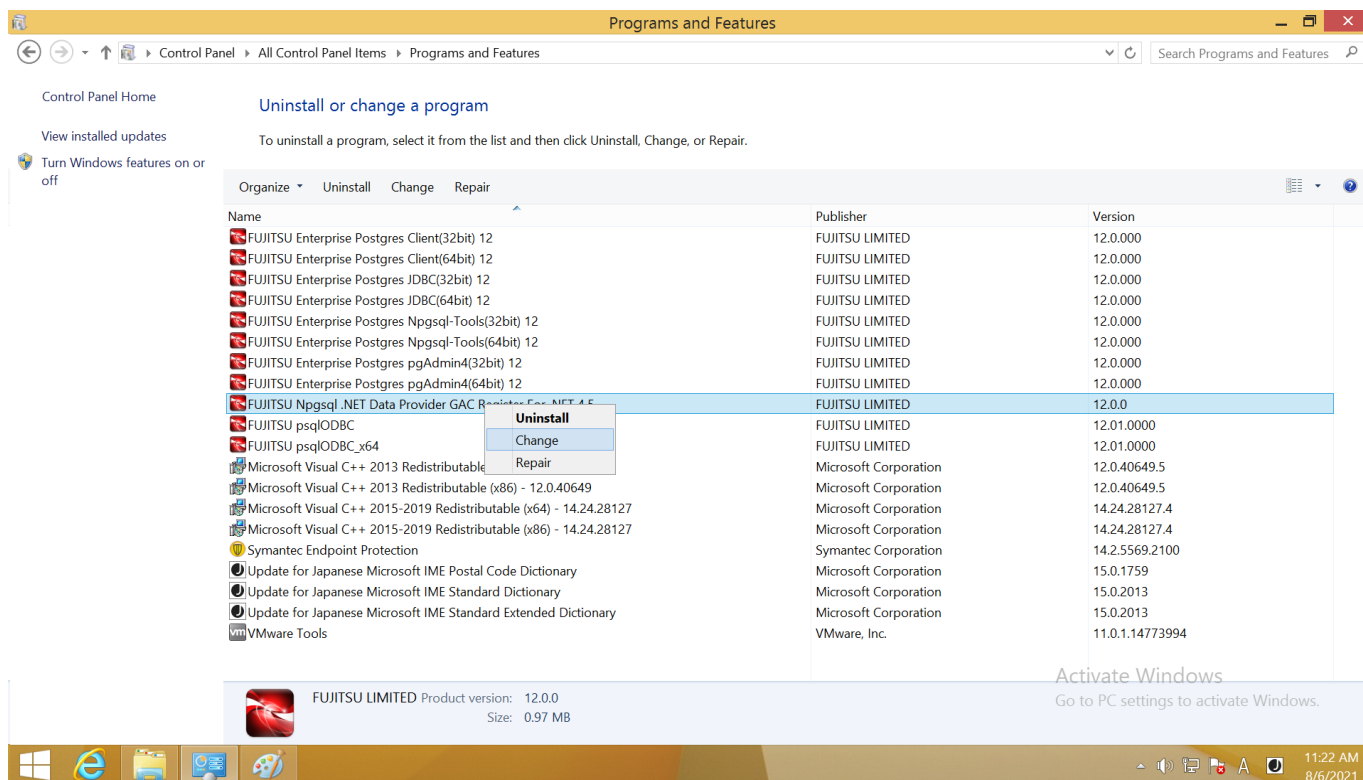 Programs and Features
Control Panel All Control Panel Items Programs and Features
Search Programs and Features
Control Panel Home
View installed updates
Turn Windows features on or
off
Uninstall or change a program
To uninstall a program, select it from the list and then click Uninstall, Change, or Repair.
Organize Uninstall Change Repair
Name Publisher Version
FUJITSU Enterprise Postgres Client(32bit) 12 FUJITSU LIMITED 12.0.000
FUJITSU Enterprise Postgres Client(64bit) 12 FUJITSU LIMITED 12.0.000
FUJITSU Enterprise Postgres JDBC(32bit) 12 FUJITSU LIMITED 12.0.000
FUJITSU Enterprise Postgres JDBC(64bit) 12 FUJITSU LIMITED 12.0.000
FUJITSU Enterprise Postgres Npgsql-Tools(32bit) 12 FUJITSU LIMITED 12.0.000
FUJITSU Enterprise Postgres Npgsql-Tools(64bit) 12 FUJITSU LIMITED 12.0.000
FUJITSU Enterprise Postgres pgAdmin4(32bit) 12 FUJITSU LIMITED 12.0.000
FUJITSU Enterprise Postgres pgAdmin4(64bit) 12 FUJITSU LIMITED 12.0.000
FUJITSU Npgsql .NET Data Provider GAC Register For .NET 4.5 FUJITSU LIMITED 12.0.0
Uninstall
Change
Repair
FUJITSU psqlODBC FUJITSU LIMITED 12.01.0000
FUJITSU psqlODBC_x64 FUJITSU LIMITED 12.01.0000
Microsoft Visual C++ 2013 Redistributable Microsoft Corporation 12.0.40649.5
Microsoft Visual C++ 2013 Redistributable (x86) - 12.0.40649 Microsoft Corporation 12.0.40649.5
Microsoft Visual C++ 2015-2019 Redistributable (x64) - 14.24.28127 Microsoft Corporation 14.24.28127.4
Microsoft Visual C++ 2015-2019 Redistributable (x86) - 14.24.28127 Microsoft Corporation 14.24.28127.4
Symantec Endpoint Protection Symantec Corporation 14.2.5569.2100
Update for Japanese Microsoft IME Postal Code Dictionary Microsoft Corporation 15.0.1759
Update for Japanese Microsoft IME Standard Dictionary Microsoft Corporation 15.0.2013
Update for Japanese Microsoft IME Standard Extended Dictionary Microsoft Corporation 15.0.2013
VMware Tools VMware, Inc. 11.0.1.14773994
Activate Windows
Go to PC settings to activate Windows.
FUJITSU LIMITED Product version: 12.0.0
Size: 0.97 MB
A 11:22 AM
8/6/2021